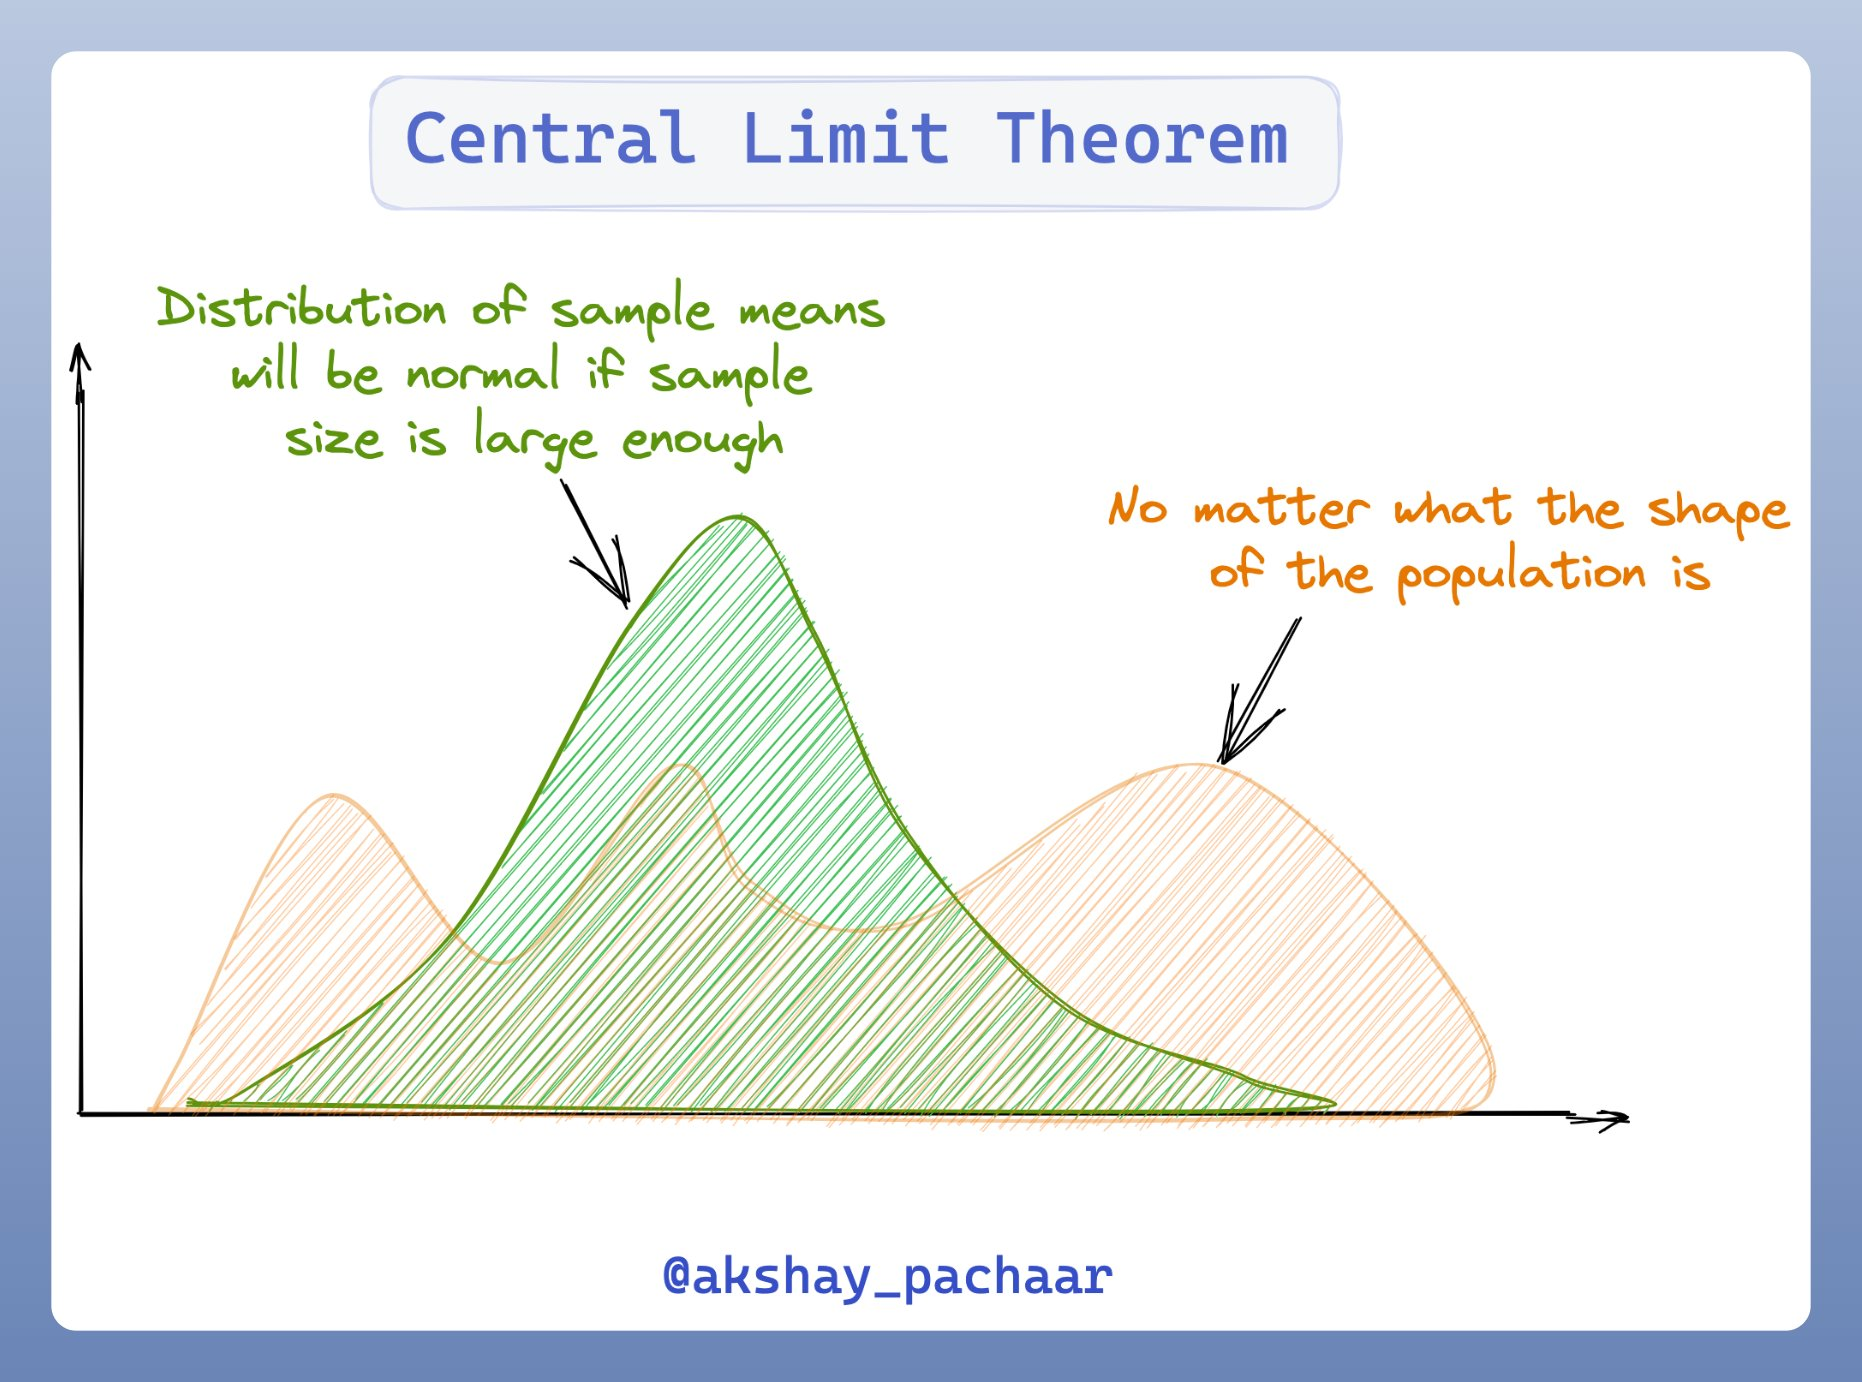 Central Limit Theorem
Distribution of sample means
will be normal if sample
size is large enough
No matter what the shape
of the population is
@akshay_pachaar